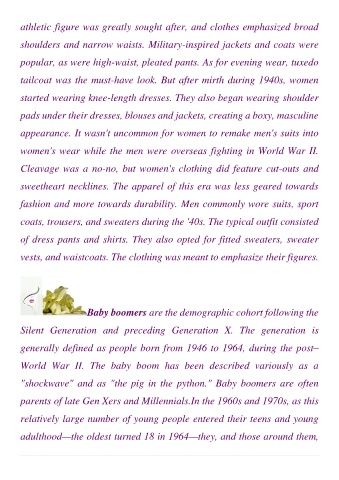 athletic figure was greatly sought after, and clothes emphasized broad
shoulders and narrow waists. Military-inspired jackets and coats were
popular, as were high-waist, pleated pants. As for evening wear, tuxedo
tailcoat was the must-have look. But after mirth during 1940s, women
started wearing knee-length dresses. They also began wearing shoulder
pads under their dresses, blouses and jackets, creating a boxy, masculine
appearance. It wasn't uncommon for women to remake men's suits into
women's wear while the men were overseas fighting in World War II.
Cleavage was a no-no, but women's clothing did feature cut-outs and
sweetheart necklines. The apparel of this era was less geared towards
fashion and more towards durability. Men commonly wore suits, sport
coats, trousers, and sweaters during the '40s. The typical outfit consisted
of dress pants and shirts. They also opted for fitted sweaters, sweater
vests, and waistcoats. The clothing was meant to emphasize their figures.
Baby boomers are the demographic cohort following the
Silent Generation and preceding Generation X. The generation is
generally defined as people born from 1946 to 1964, during the post–
World War II. The baby boom has been described variously as a
"shockwave" and as "the pig in the python." Baby boomers are often
parents of late Gen Xers and Millennials.In the 1960s and 1970s, as this
relatively large number of young people entered their teens and young
adulthood—the oldest turned 18 in 1964—they, and those around them,